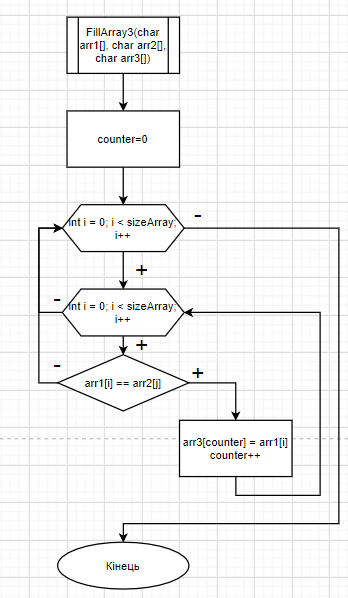 FillArray3(char
arr1[], char arr2[],
char arr3[])
counter=0
int i = 0; i < sizeArray;
i++
-
+
int i = 0; i < sizeArray;
i++
-
+
arr1[i] == arr2[j]
-
+
arr3[counter] = arr1[i]
counter++
Кінець